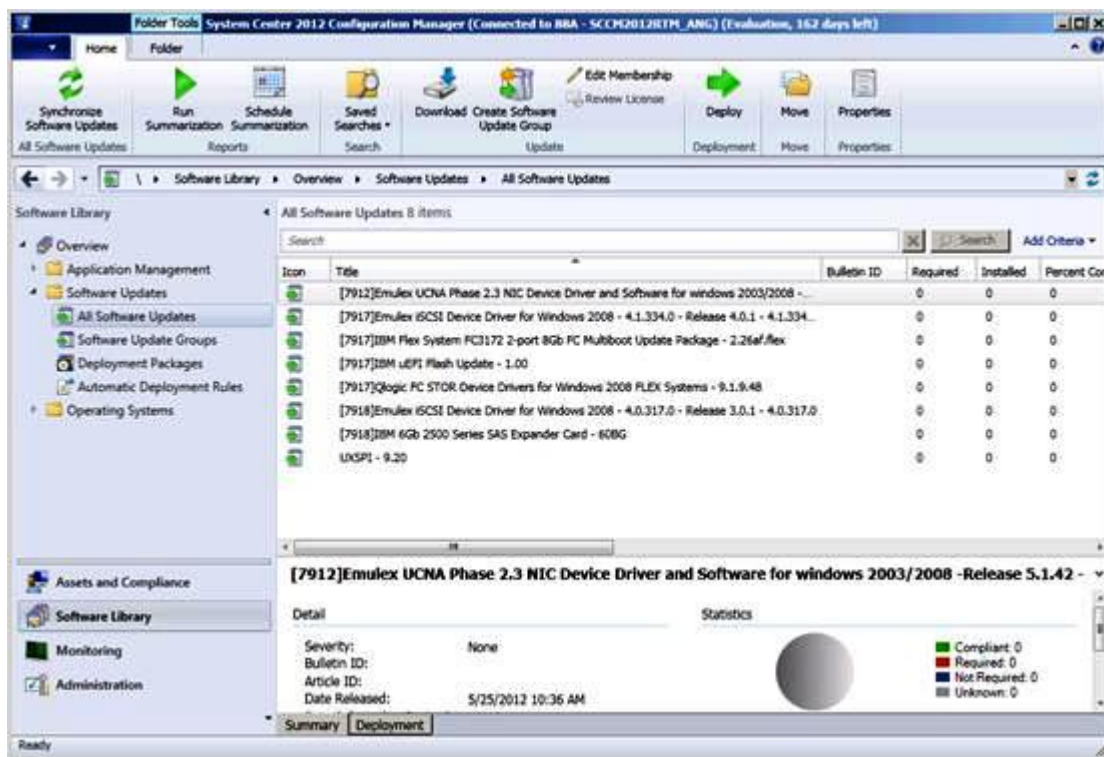 Folder Tools System Center 2012 Configuration Manager (Connected to BBA - SCCM2012RTM_ANG) (Evaluation, 162 days left)
Home Folder
Synchronize Software Updates
Run Summarization
Schedule Summarization
Saved Searches
Download
Create Software Update Group
Edit Membership
Review License
Deploy
Move
Properties
All Software Updates Reports Search Update Deployment Move Properties
\ Software Library Overview Software Updates All Software Updates
Software Library
Overview
Application Management
Software Updates
All Software Updates
Software Update Groups
Deployment Packages
Automatic Deployment Rules
Operating Systems
Assets and Compliance
Software Library
Monitoring
Administration
All Software Updates 8 items
Search Search Add Criteria
Icon Title Bulletin ID Required Installed Percent Co
[7912]Emulex UCNA Phase 2.3 NIC Device Driver and Software for windows 2003/2008 -... 0 0 0
[7917]Emulex iSCSI Device Driver for Windows 2008 - 4.1.334.0 - Release 4.0.1 - 4.1.334... 0 0 0
[7917]IBM Flex System FC3172 2-port 8Gb FC Multiboot Update Package - 2.26af.flex 0 0 0
[7917]IBM uEFI Flash Update - 1.00 0 0 0
[7917]Qlogic FC STOR Device Drivers for Windows 2008 FLEX Systems - 9.1.9.48 0 0 0
[7918]Emulex iSCSI Device Driver for Windows 2008 - 4.0.317.0 - Release 3.0.1 - 4.0.317.0 0 0 0
[7918]IBM 6Gb 2500 Series SAS Expander Card - 608G 0 0 0
UXSPI - 9.20 0 0 0
[7912]Emulex UCNA Phase 2.3 NIC Device Driver and Software for windows 2003/2008 -Release 5.1.42 -
Detail
Severity: None
Bulletin ID:
Article ID:
Date Released: 5/25/2012 10:36 AM
Statistics
Compliant: 0
Required: 0
Not Required: 0
Unknown: 0
Summary Deployment
Ready